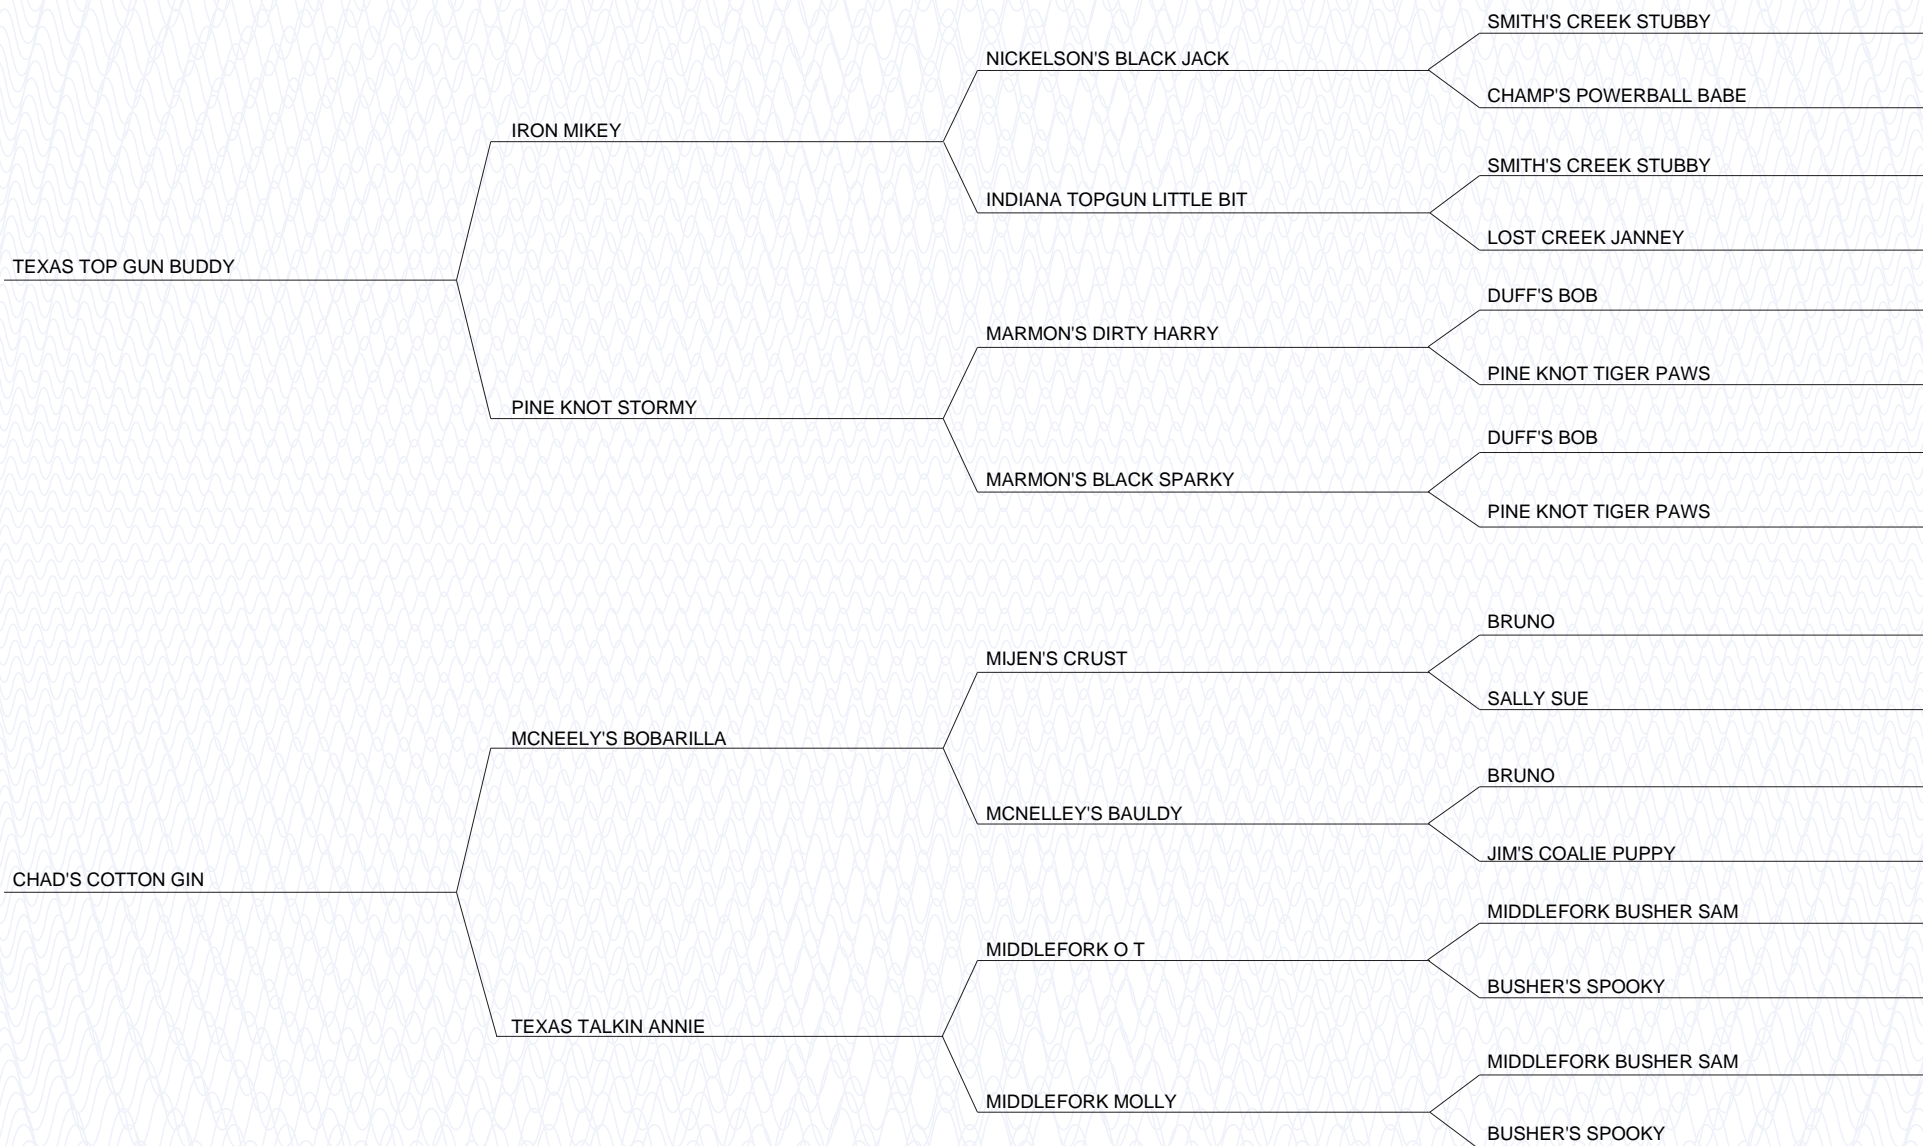 SMITH'S CREEK STUBBY
NICKELSON'S BLACK JACK
CHAMP'S POWERBALL BABE
IRON MIKEY
SMITH'S CREEK STUBBY
INDIANA TOPGUN LITTLE BIT
LOST CREEK JANNEY
TEXAS TOP GUN BUDDY
DUFF'S BOB
MARMON'S DIRTY HARRY
PINE KNOT TIGER PAWS
PINE KNOT STORMY
DUFF'S BOB
MARMON'S BLACK SPARKY
PINE KNOT TIGER PAWS
BRUNO
MIJEN'S CRUST
SALLY SUE
MCNEELY'S BOBARILLA
BRUNO
MCNELLEY'S BAULDY
JIM'S COALIE PUPPY
CHAD'S COTTON GIN
MIDDLEFORK BUSHER SAM
MIDDLEFORK O T
BUSHER'S SPOOKY
TEXAS TALKIN ANNIE
MIDDLEFORK BUSHER SAM
MIDDLEFORK MOLLY
BUSHER'S SPOOKY